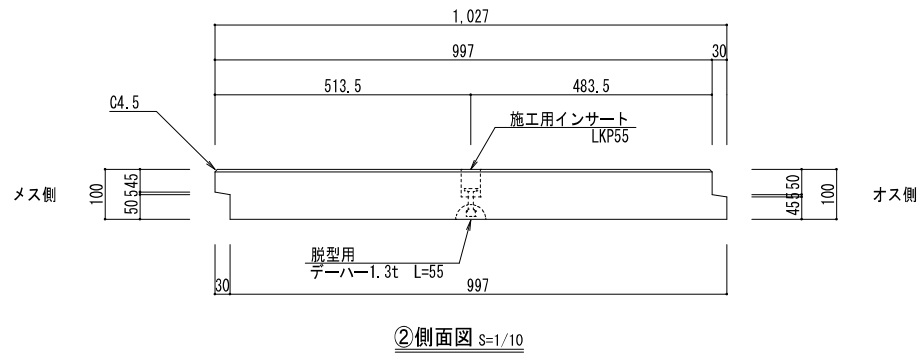 1,027
997
30
513.5
483.5
C4.5
施工用インサート
LKP55
メス側
100
45
5
50
50
5
45
100
オス側
脱型用
デーハー1.3t L=55
30
997
②側面図 S=1/10